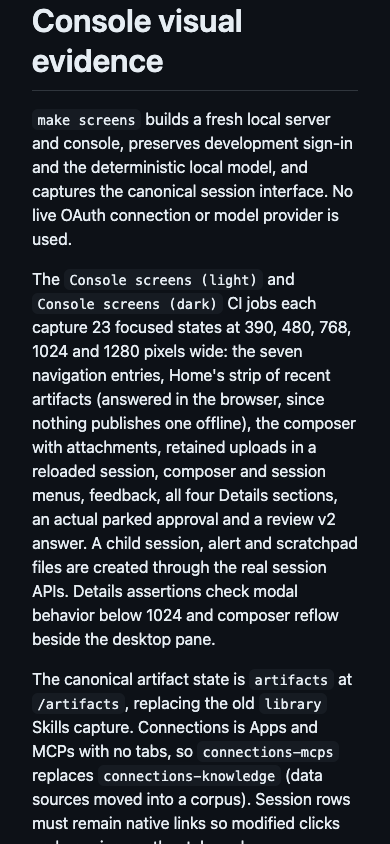 Console visual
evidence
make screens builds a fresh local server
and console, preserves development sign-in
and the deterministic local model, and
captures the canonical session interface. No
live OAuth connection or model provider is
used.
The Console screens (light) and
Console screens (dark) CI jobs each
capture 23 focused states at 390, 480, 768,
1024 and 1280 pixels wide: the seven
navigation entries, Home's strip of recent
artifacts (answered in the browser, since
nothing publishes one offline), the composer
with attachments, retained uploads in a
reloaded session, composer and session
menus, feedback, all four Details sections,
an actual parked approval and a review v2
answer. A child session, alert and scratchpad
files are created through the real session
APIs. Details assertions check modal
behavior below 1024 and composer reflow
beside the desktop pane.
The canonical artifact state is artifacts at
/artifacts, replacing the old library
Skills capture. Connections is Apps and
MCPs with no tabs, so connections-mcps
replaces connections-knowledge (data
sources moved into a corpus). Session rows
must remain native links so modified clicks